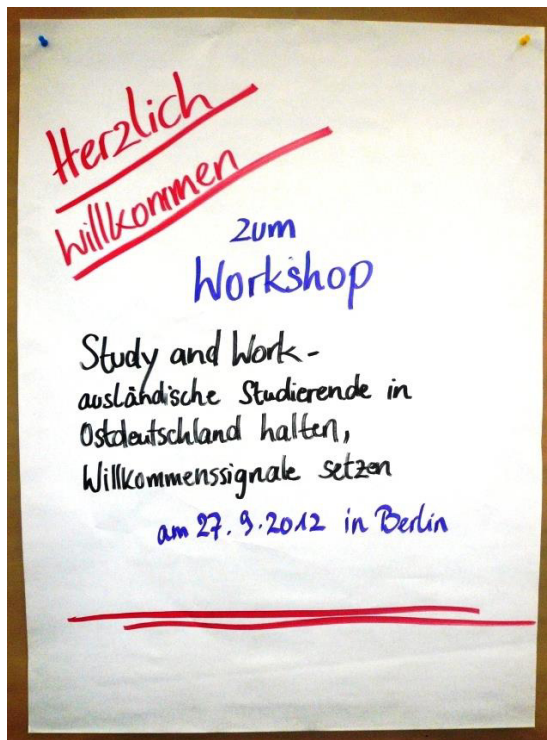 Herzlich
willkommen
zum
Workshop
Study and Work-
ausländische Studierende in
Ostdeutschland halten,
Willkommenssignale setzen
am 27.9.2012 in Berlin